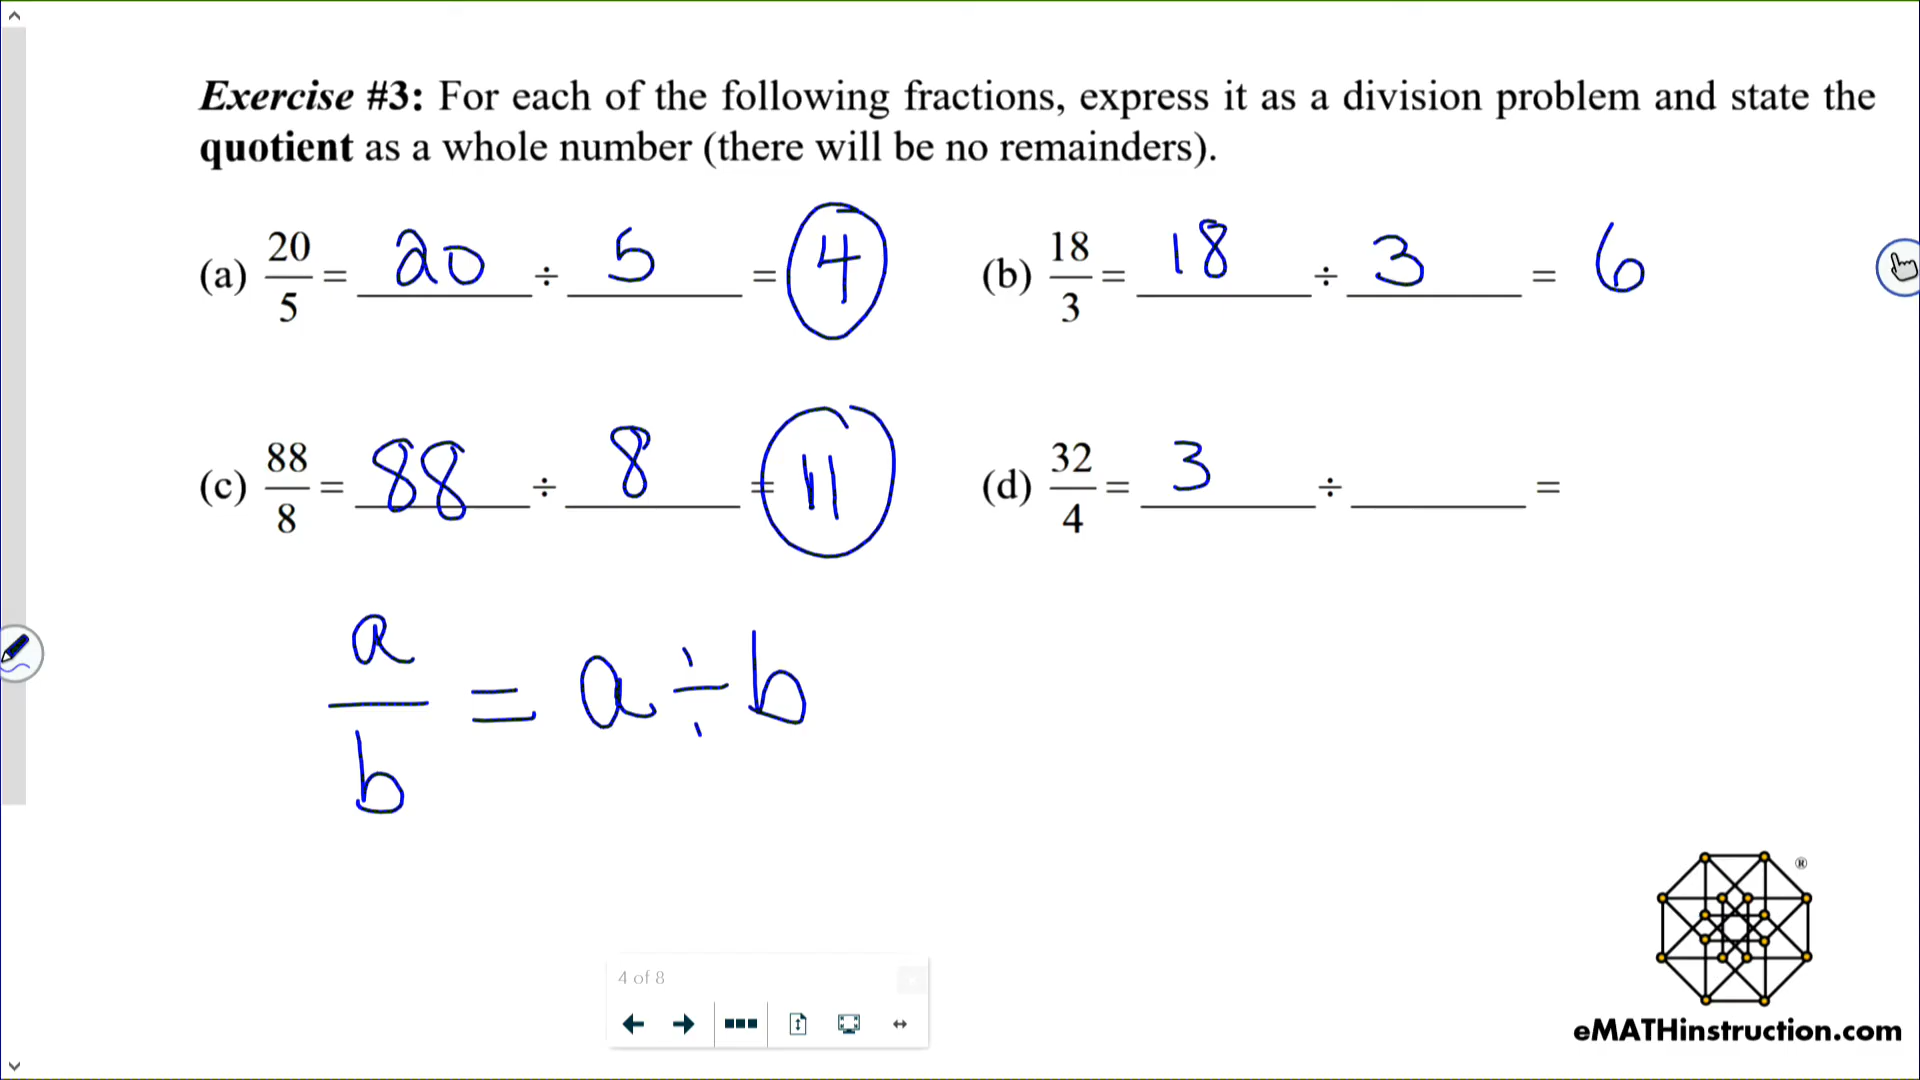 Exercise #3: For each of the following fractions, express it as a division problem and state the
quotient as a whole number (there will be no remainders).
(a) 20/5 = 20 ÷ 5 = 4
(b) 18/3 = 18 ÷ 3 = 6
(c) 88/8 = 88 ÷ 8 = 11
(d) 32/4 = 3 ÷ =
a/b = a ÷ b
4 of 8
®
eMATHinstruction.com